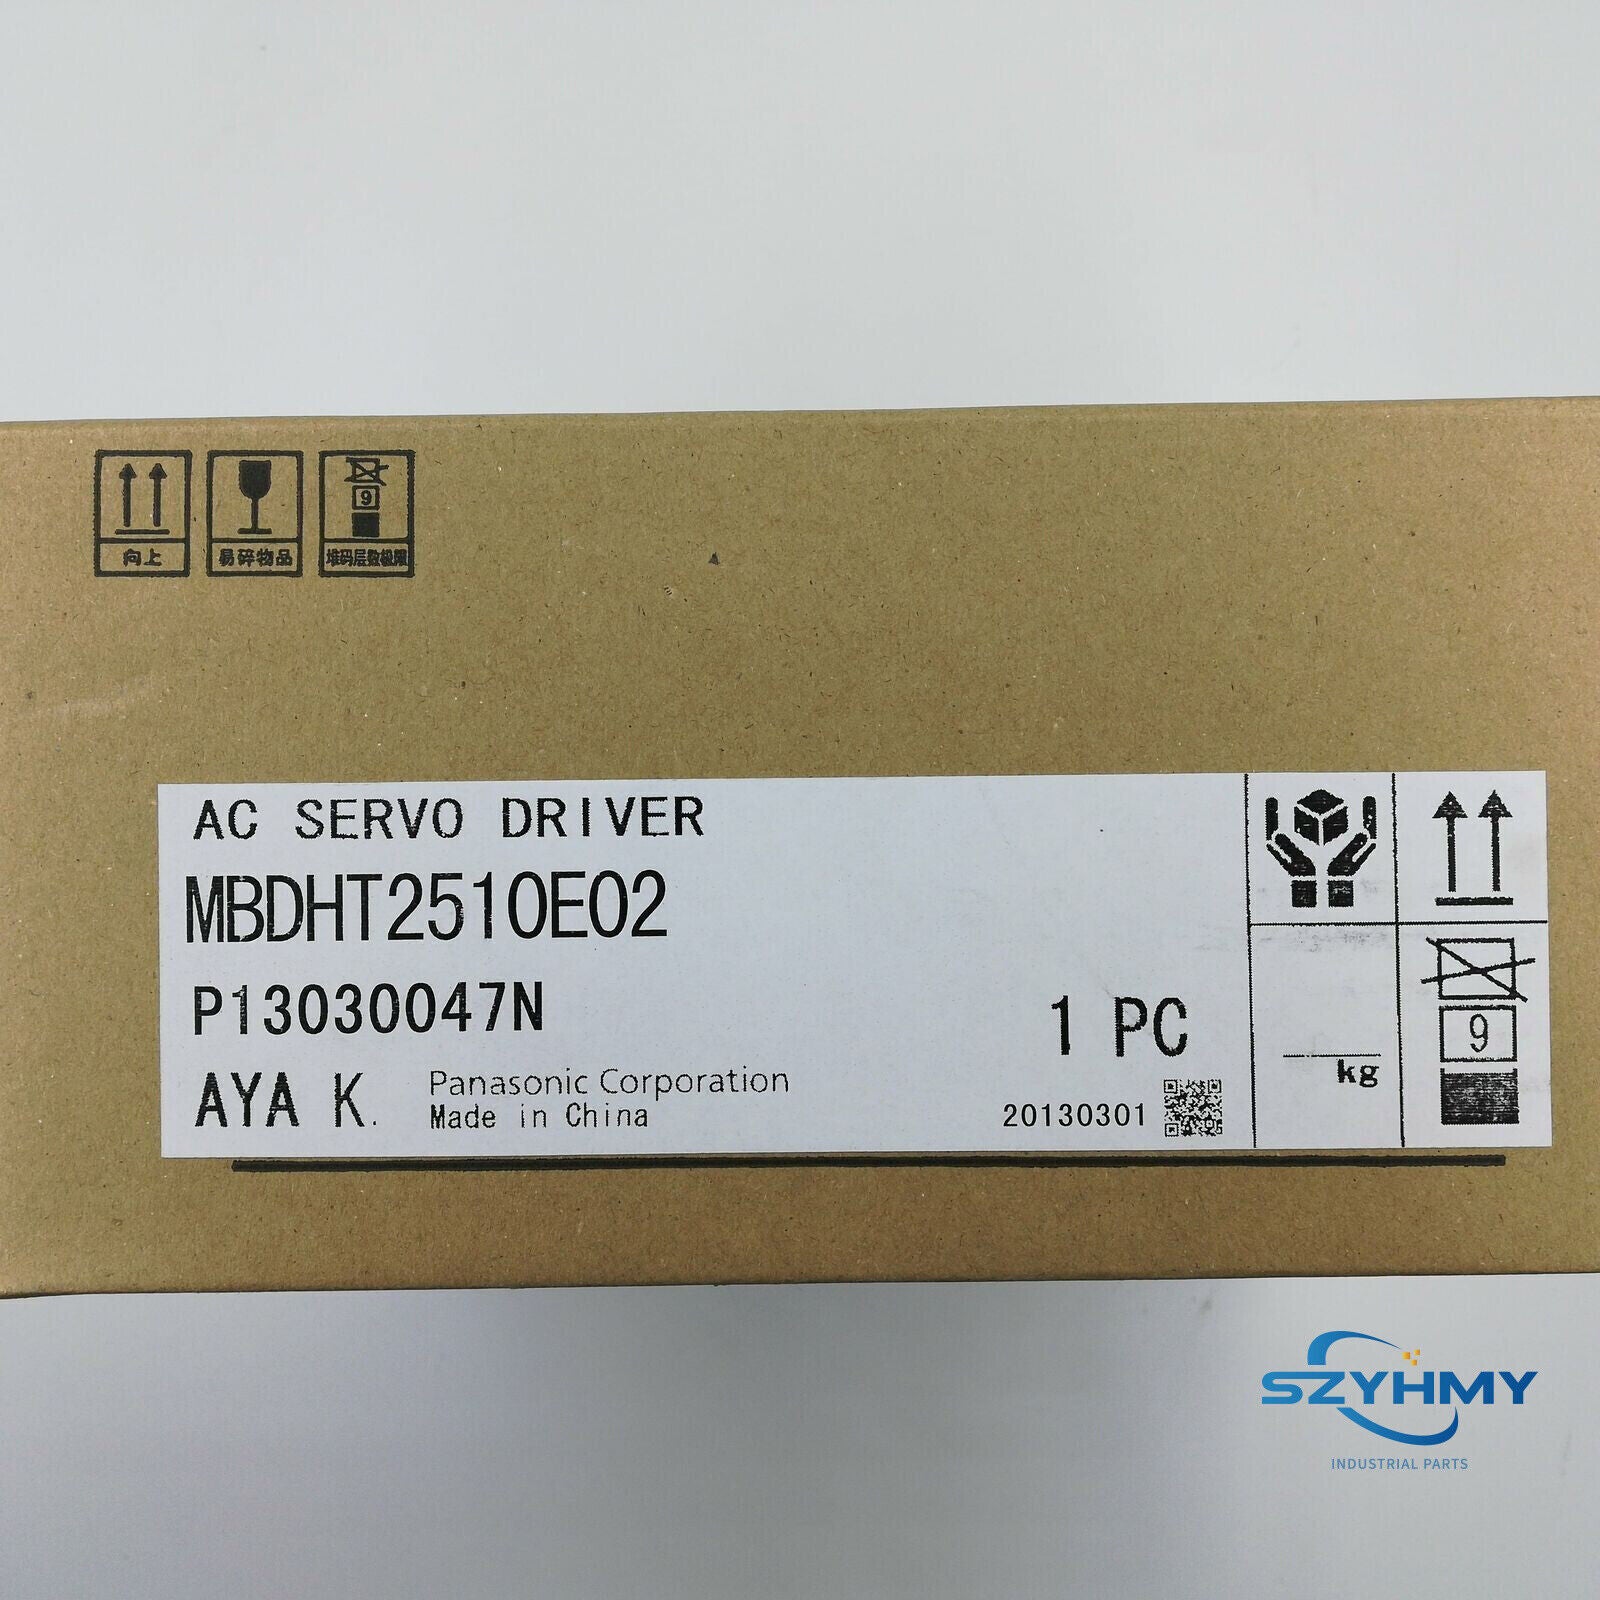 9
向上
易碎物品
堆码层数极限
AC SERVO DRIVER
MBDHT2510E02
P13030047N
1 PC
AYA K.
Panasonic Corporation
Made in China
20130301
kg
9
SZYHMY
INDUSTRIAL PARTS